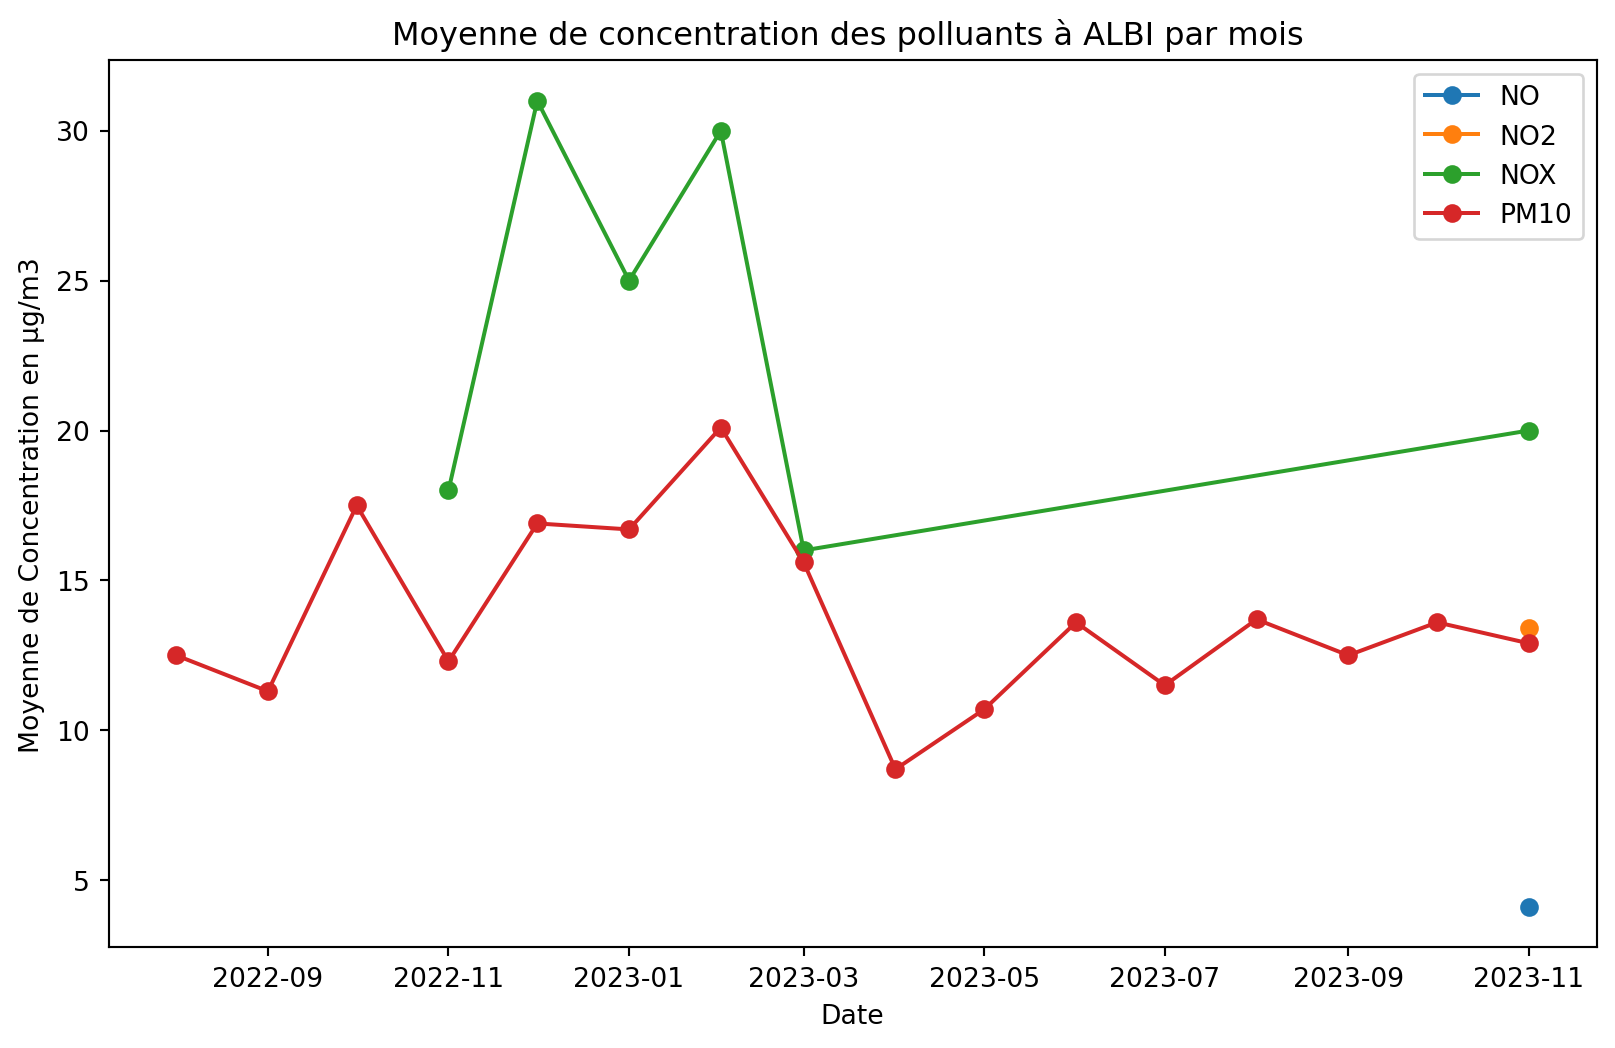 Moyenne de concentration des polluants à ALBI par mois
Moyenne de Concentration en µg/m3
30
25
20
15
10
5
NO
NO2
NOX
PM10
2022-09 2022-11 2023-01 2023-03 2023-05 2023-07 2023-09 2023-11
Date